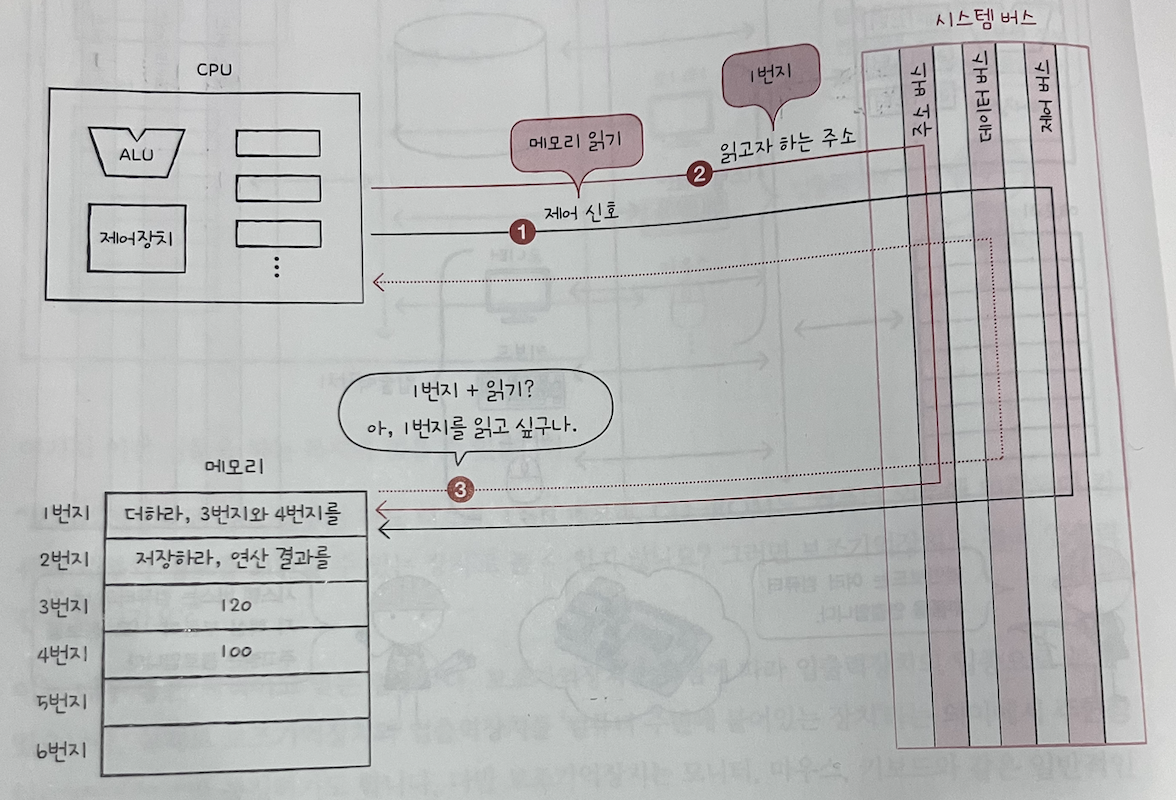 시스템 버스
CPU
1번지
주소 버스
데이터 버스
제어 버스
ALU
메모리 읽기
2
읽고자 하는 주소
제어장치
1
제어 신호
1번지 + 읽기?
아, 1번지를 읽고 싶구나.
메모리
3
1번지 더하라, 3번지와 4번지를
2번지 저장하라, 연산 결과를
3번지 120
4번지 100
5번지
6번지